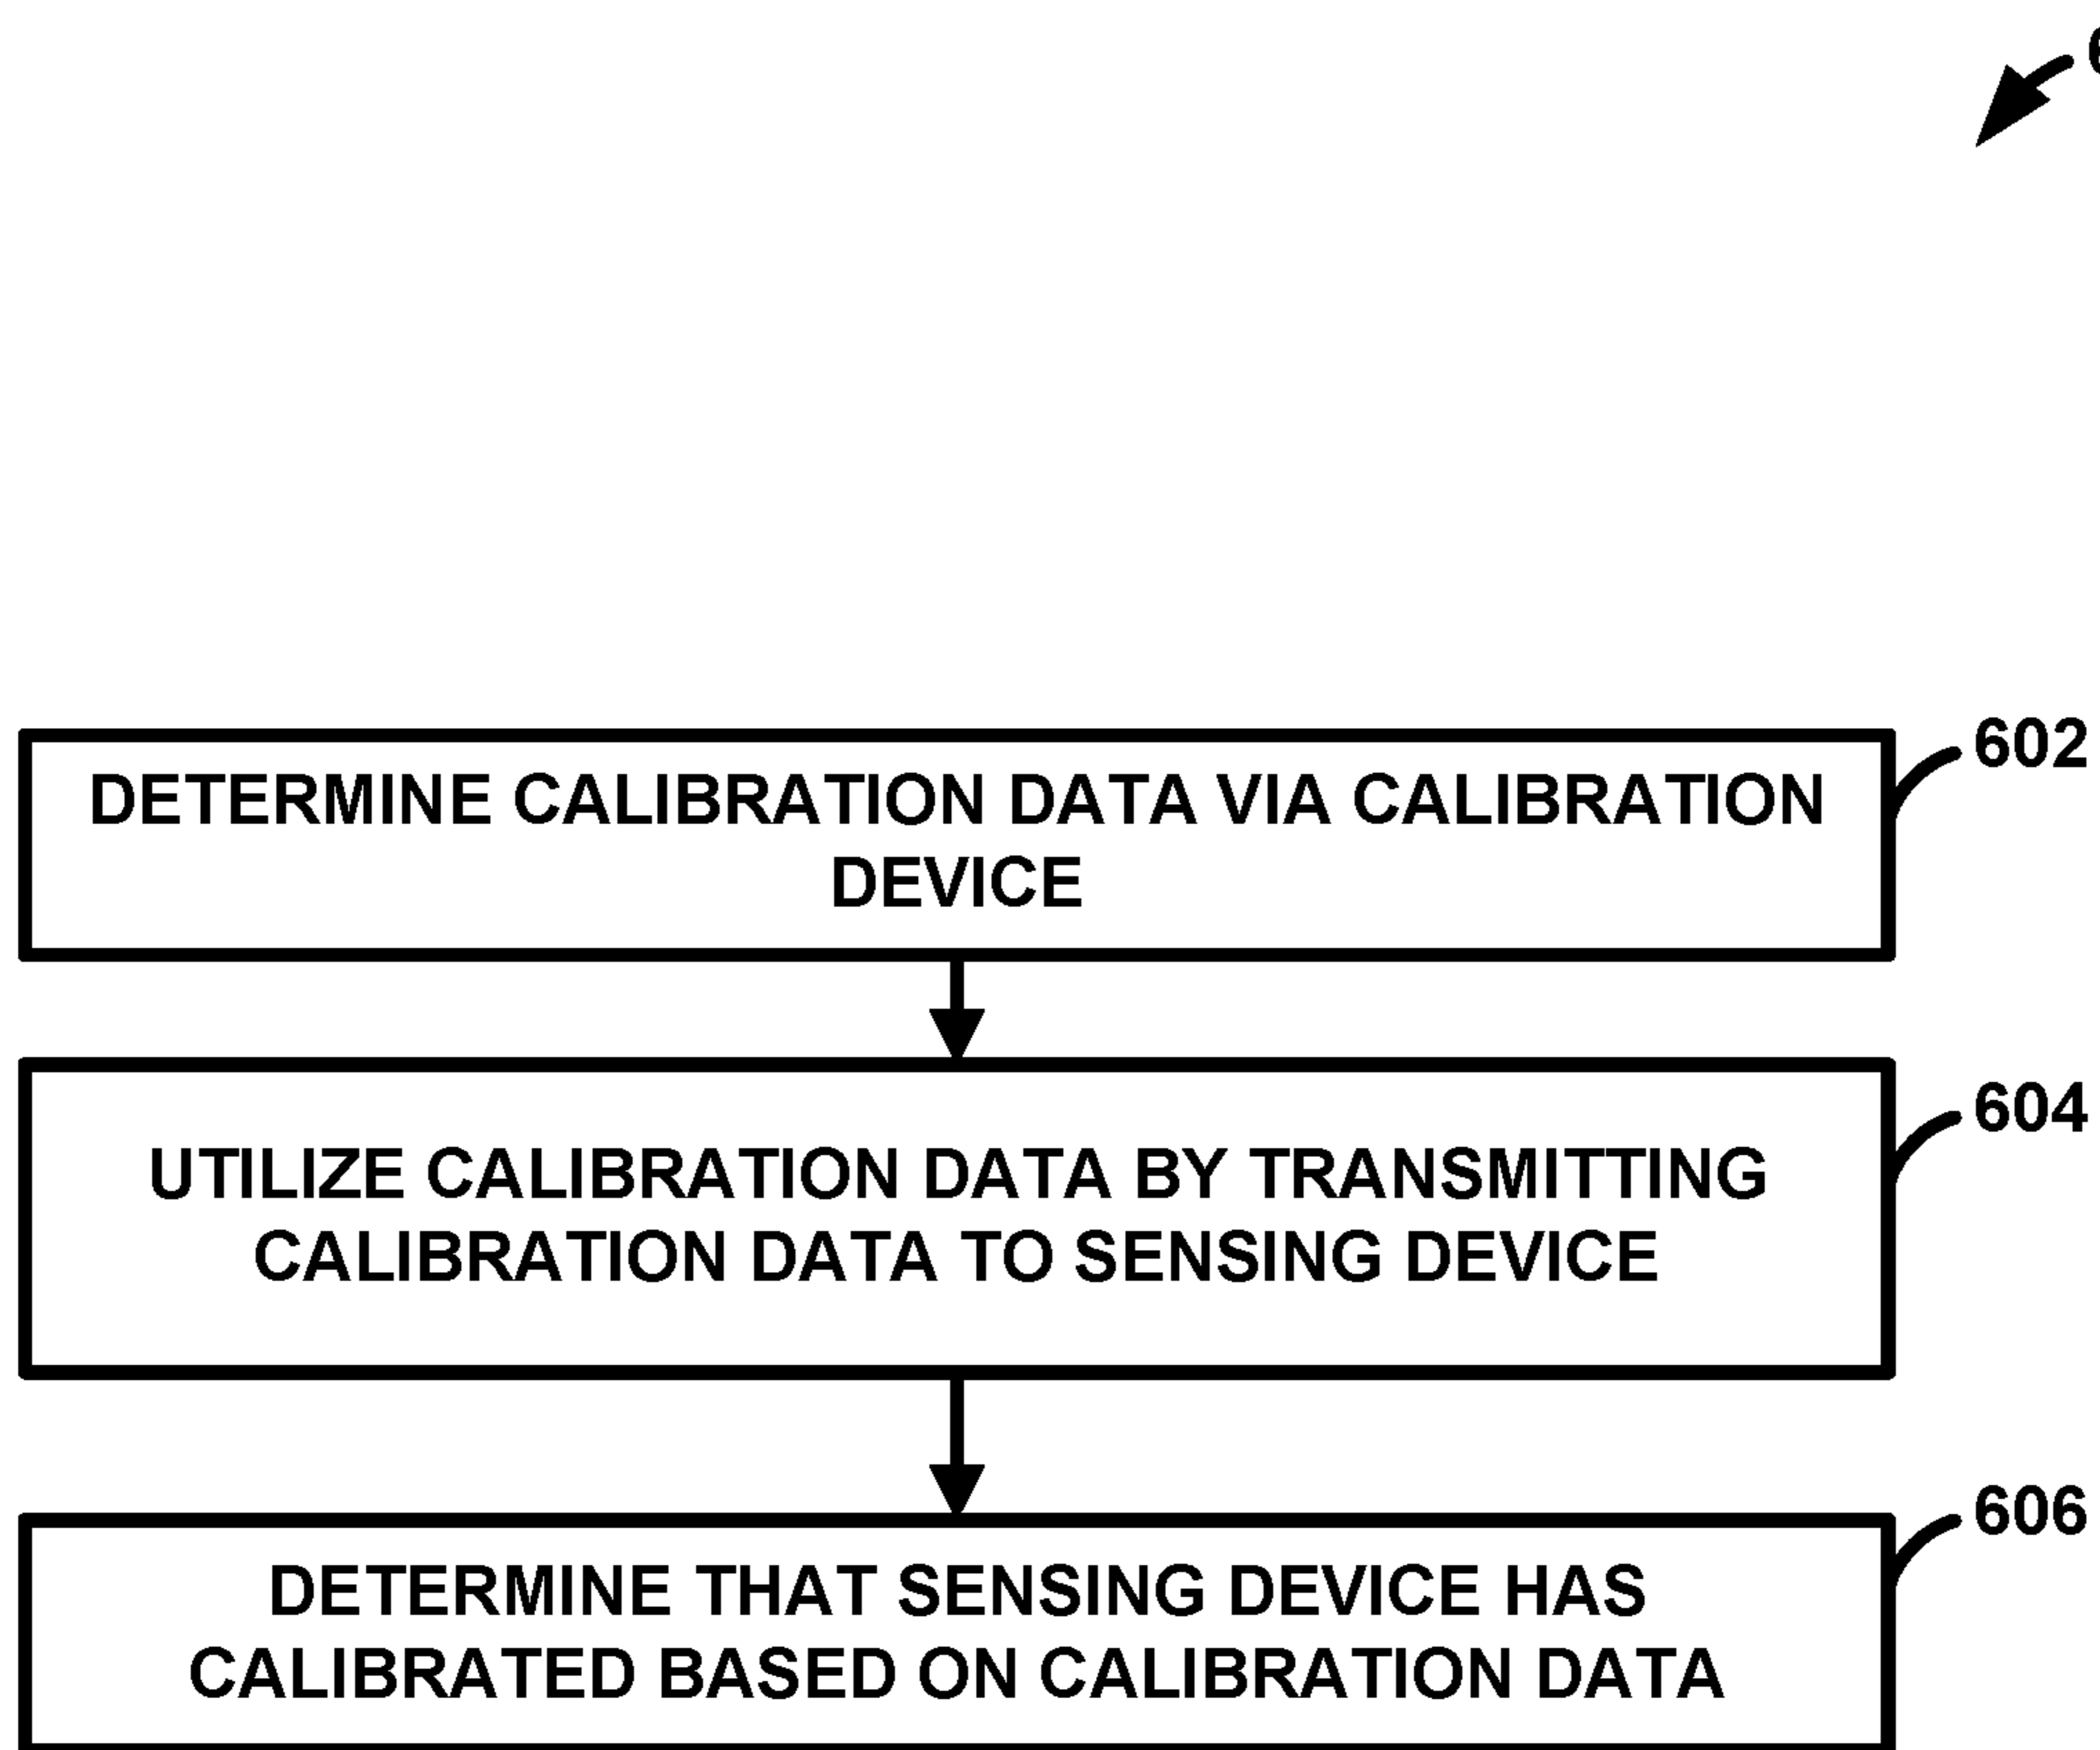 602
DETERMINE CALIBRATION DATA VIA CALIBRATION
DEVICE
604
UTILIZE CALIBRATION DATA BY TRANSMITTING
CALIBRATION DATA TO SENSING DEVICE
606
DETERMINE THAT SENSING DEVICE HAS
CALIBRATED BASED ON CALIBRATION DATA